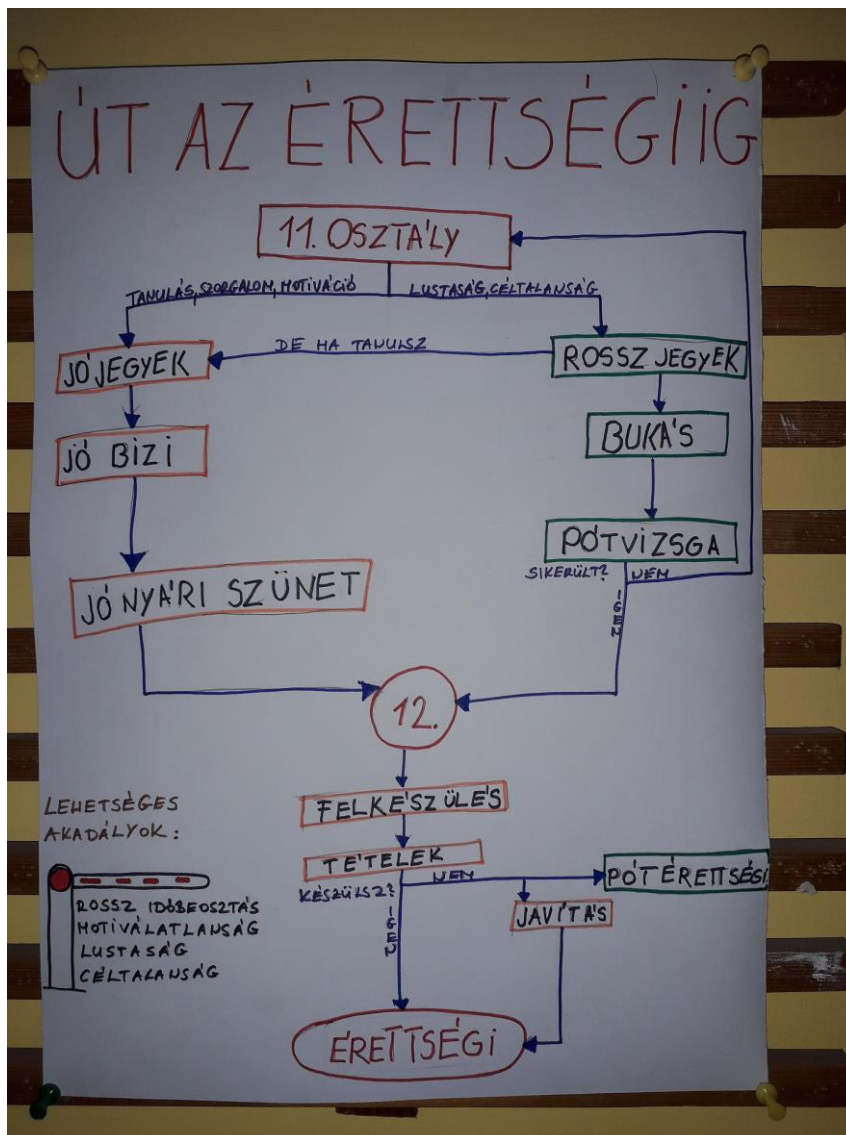 ÚT AZ ÉRETTSÉGIIG
11. OSZTÁLY
TANULÁS, SZORGALOM, MOTIVÁCIÓ
LUSTASÁG, CÉLTALANSÁG
JÓ JEGYEK
DE HA TANULSZ
ROSSZ JEGYEK
JÓ BIZI
BUKÁS
PÓTVIZSGA
SIKERÜLT?
NEM
IGEN
JÓ NYÁRI SZÜNET
12.
FELKÉSZÜLÉS
TÉTELEK
KÉSZÜLSZ?
NEM
IGEN
PÓTÉRETTSÉGI
JAVÍTÁS
ÉRETTSÉGI
LEHETSÉGES
AKADÁLYOK:
ROSSZ IDŐBEOSZTÁS
MOTIVÁLATLANSÁG
LUSTASÁG
CÉLTALANSÁG